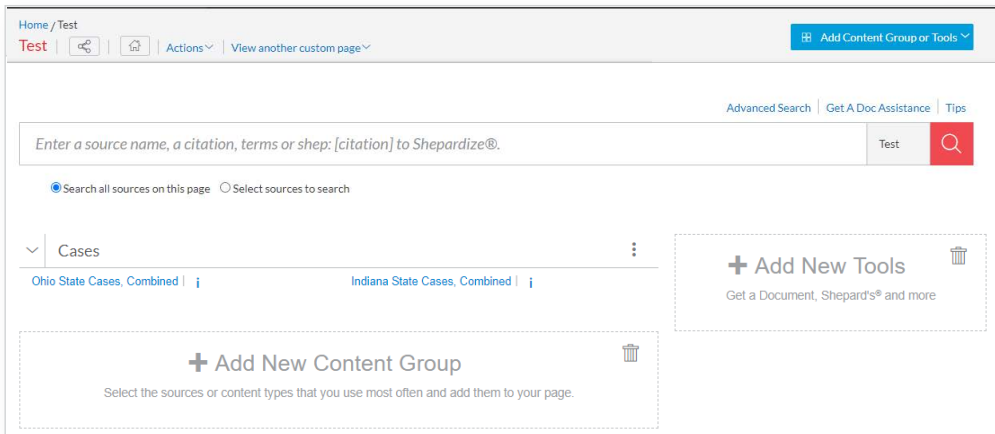 Home / Test
Test | Actions | View another custom page
Add Content Group or Tools
Advanced Search | Get A Doc Assistance | Tips
Enter a source name, a citation, terms or shep: [citation] to Shepardize®.
Test
Search all sources on this page Select sources to search
Cases
Ohio State Cases, Combined | i
Indiana State Cases, Combined | i
+ Add New Tools
Get a Document, Shepard's® and more
+ Add New Content Group
Select the sources or content types that you use most often and add them to your page.